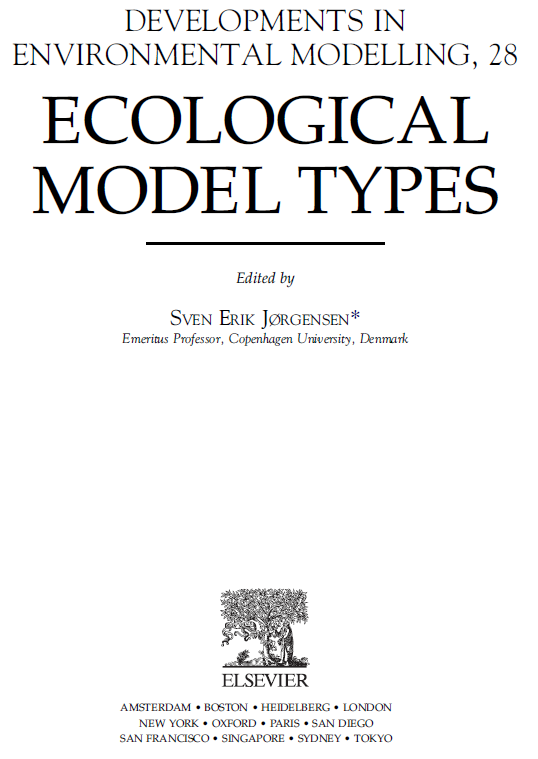 DEVELOPMENTS IN
ENVIRONMENTAL MODELLING, 28
ECOLOGICAL
MODEL TYPES
Edited by
SVEN ERIK JØRGENSEN*
Emeritus Professor, Copenhagen University, Denmark
ELSEVIER
AMSTERDAM • BOSTON • HEIDELBERG • LONDON
NEW YORK • OXFORD • PARIS • SAN DIEGO
SAN FRANCISCO • SINGAPORE • SYDNEY • TOKYO